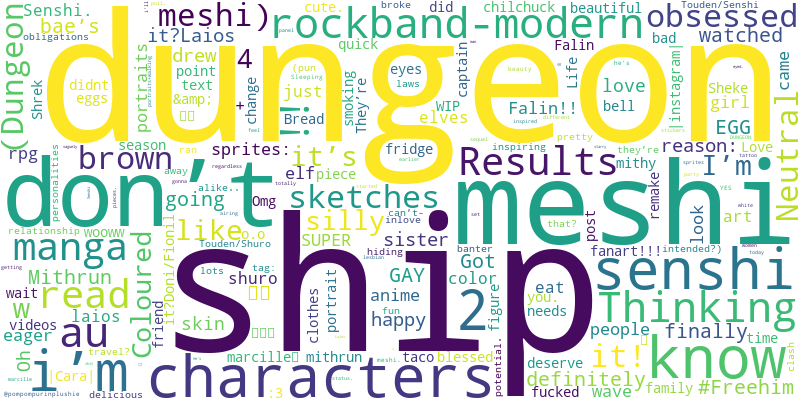 bae's
obligations
Senshi.
meshi)
it?Laios
dungeon
rockband-modern
did
Touden/Senshi
chilchuck
broke
cute.
beautiful
obsessed
bad
watched
(Dungeon
Shrek
didnt
eggs
portraits
drew
point
text
&amp;
4
+
change
quick
just
Bread
!!
(pun
Sleeping
smoking
They're
eyes
laws
captain
WIP
elves
Falin
Life
Falin!!
beauty
love
bell
|instagram|
Sheke
girl
EGG
came
Neutral
rpg
season
brown
sprites:
it's
elf
piece
fridge
inspired
inspiring
pretty
they're
mithy
remake
reason:
Love
I'm
don't
meshi
Results
going
like
sketches
silly
o.o
Omg
sister
can't-
inlove
hiding
banter
that?
post
look
art
tattoo
manga
personalities
relationship
wooww
Coloured
away
alike..
Touden/Shuro
SUPER
GAY
color
Got
fanart!!!
intended?)
senshi
Mithrun
read
w
it?Doni/Fionil
ship
tag:
lots
shuro
clothes
portrait
anime
fun
happy
2
figure
eat
you.
needs
people
finally
time
Thinking
know
wait
videos
laios
au
friend
skin
eager
Oh
i'm
travel?
|Cara|
marcille
delicious
@pompompurinplushie
characters
:3
mithrun
taco
blessed
potential.
deserve
definitely
fucked
wave
it!
family
#Freehim
clash